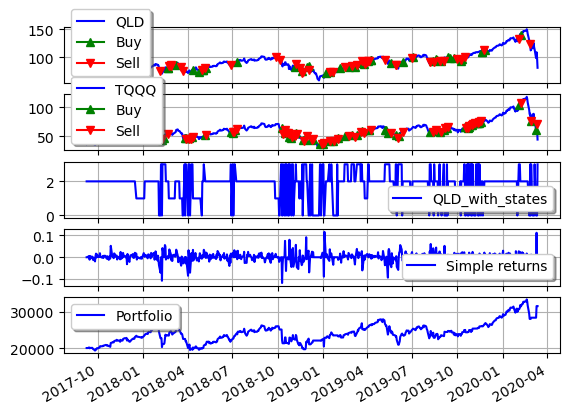 QLD
Buy
Sell
150
100
TQQQ
Buy
Sell
100
50
QLD_with_states
2
0
Simple returns
0.1
0.0
−0.1
Portfolio
30000
20000
2017-10
2018-01
2018-04
2018-07
2018-10
2019-01
2019-04
2019-07
2019-10
2020-01
2020-04